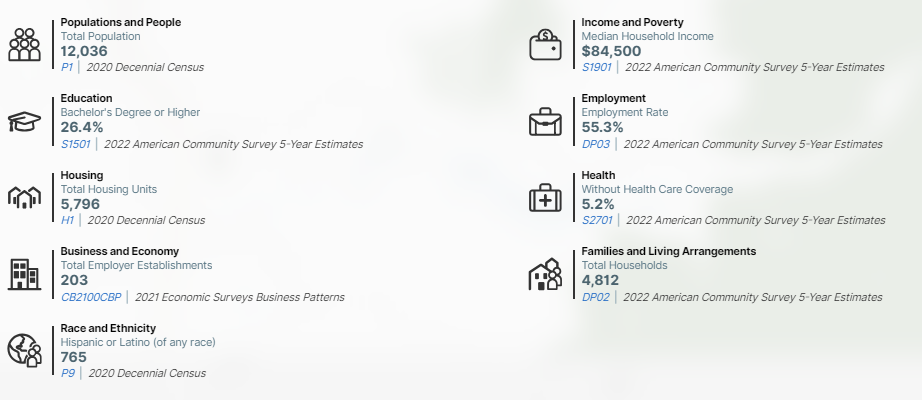 Populations and People
Total Population
12,036
P1 | 2020 Decennial Census
Education
Bachelor's Degree or Higher
26.4%
S1501 | 2022 American Community Survey 5-Year Estimates
Housing
Total Housing Units
5,796
H1 | 2020 Decennial Census
Business and Economy
Total Employer Establishments
203
CB2100CBP | 2021 Economic Surveys Business Patterns
Race and Ethnicity
Hispanic or Latino (of any race)
765
P9 | 2020 Decennial Census
Income and Poverty
Median Household Income
$84,500
S1901 | 2022 American Community Survey 5-Year Estimates
Employment
Employment Rate
55.3%
DP03 | 2022 American Community Survey 5-Year Estimates
Health
Without Health Care Coverage
5.2%
S2701 | 2022 American Community Survey 5-Year Estimates
Families and Living Arrangements
Total Households
4,812
DP02 | 2022 American Community Survey 5-Year Estimates